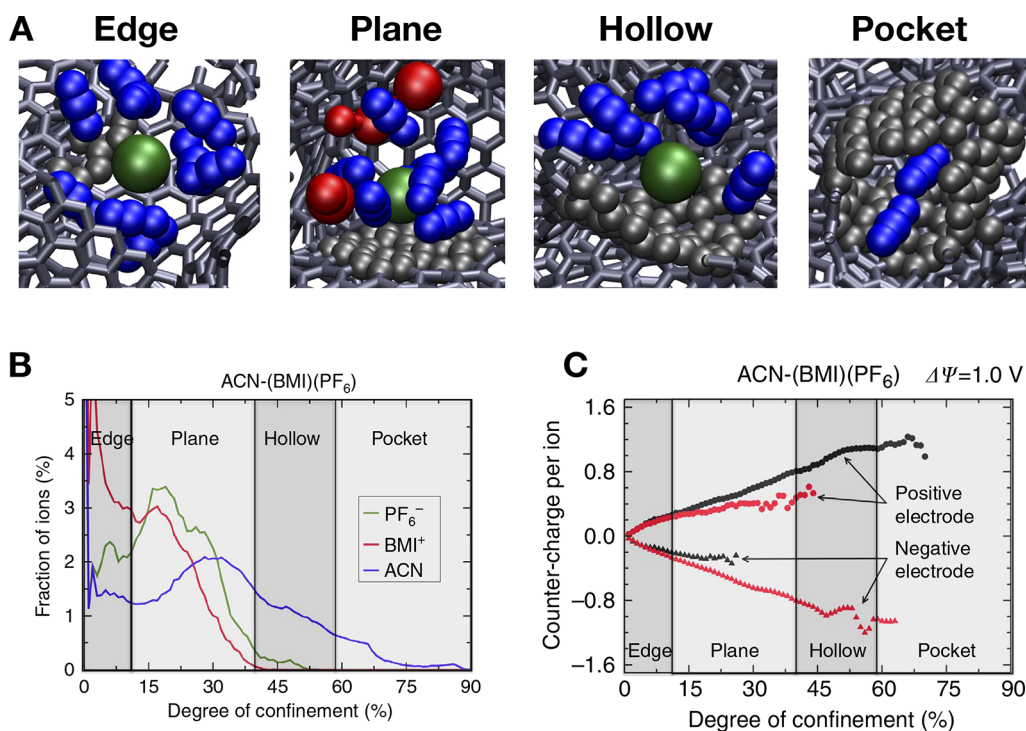 A
Edge
Plane
Hollow
Pocket
B
ACN-(BMI)(PF6)
Fraction of ions (%)
5
4
3
2
1
0
Edge
Plane
Hollow
Pocket
PF6−
BMI+
ACN
0
15
30
45
60
75
90
Degree of confinement (%)
C
ACN-(BMI)(PF6) ΔΨ=1.0 V
Counter-charge per ion
1.6
0.8
0.0
−0.8
−1.6
Positive
electrode
Negative
electrode
Edge
Plane
Hollow
Pocket
0
15
30
45
60
75
90
Degree of confinement (%)